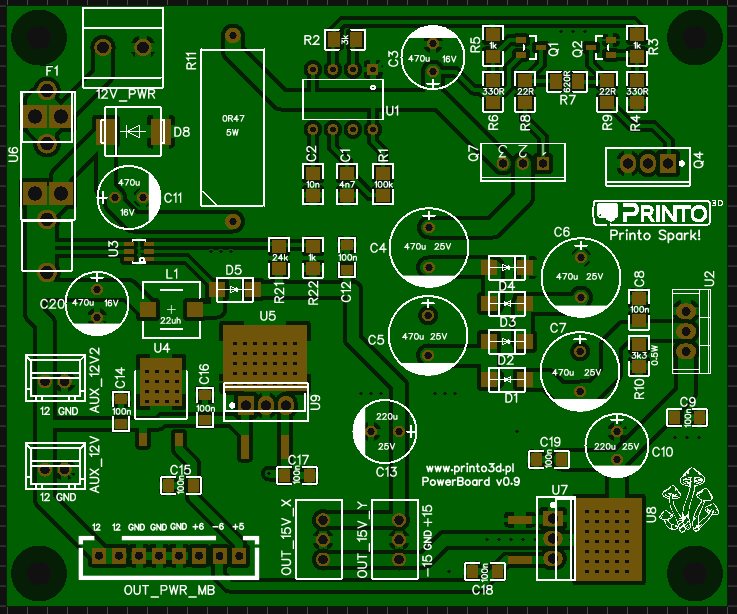 12V_PWR
F1
R11
0R47
5W
R2
3k
C3
470u 16V
R5
1k
Q1
Q2
1k
R3
330R
22R
620R
22R
330R
R7
R6
R8
R9
R4
U1
D8
U6
C11
470u
16V
C2
10n
C1
4n7
R1
100k
Q7
3 2 1
Q4
PRINTO 3D
Printo Spark!
U3
24k
R21
1k
R22
100n
C12
C4
470u 25V
C6
470u 25V
C20
470u 16V
L1
22uh
D5
D4
D3
D2
D1
C5
470u 25V
C7
470u 25V
C8
100n
U2
3k3
R10
0.5W
U5
U4
U9
C14
100n
C16
100n
AUX_12V2
12 GND
AUX_12V
12 GND
C15
100n
C17
100n
220u
25V
C13
C9
100n
220u 25V
C10
C19
100n
www.printo3d.pl
PowerBoard v0.9
U7
U8
OUT_15V_X
OUT_15V_Y
-15 GND +15
12 12 GND GND GND +6 -6 +5
OUT_PWR_MB
100n
C18